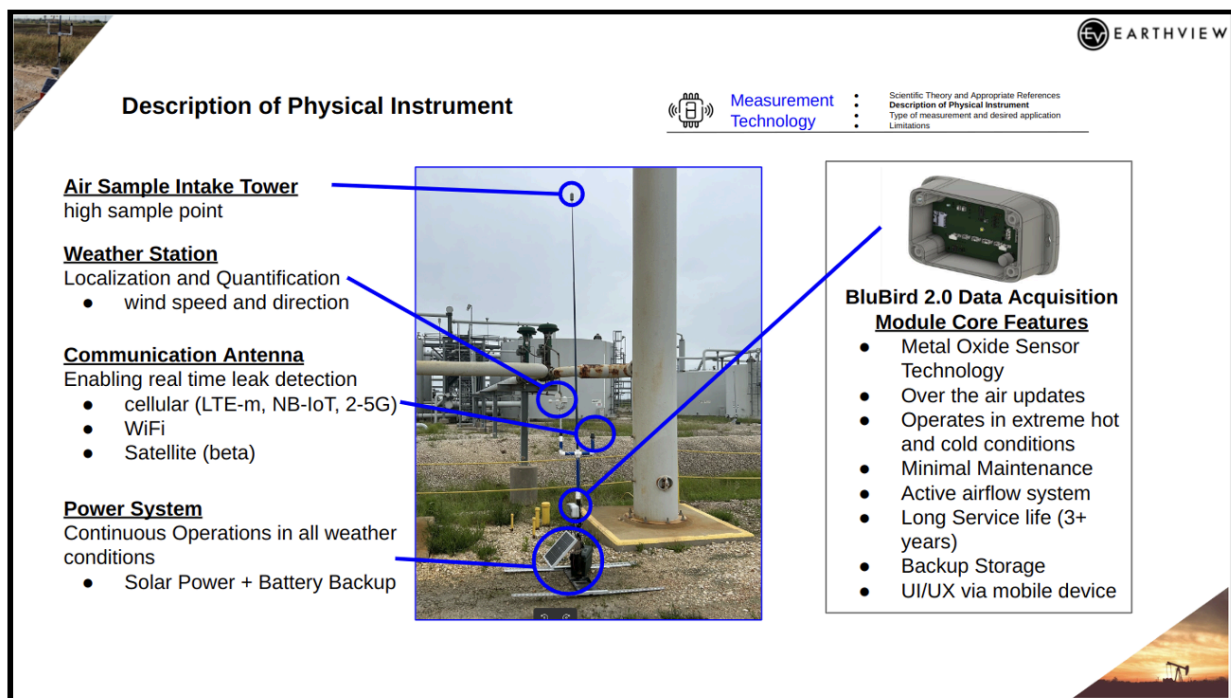 EARTHVIEW
Description of Physical Instrument
Measurement
Technology
● Scientific Theory and Appropriate References
● Description of Physical Instrument
● Type of measurement and desired application
● Limitations
Air Sample Intake Tower
high sample point
Weather Station
Localization and Quantification
● wind speed and direction
Communication Antenna
Enabling real time leak detection
● cellular (LTE-m, NB-IoT, 2-5G)
● WiFi
● Satellite (beta)
Power System
Continuous Operations in all weather
conditions
● Solar Power + Battery Backup
BluBird 2.0 Data Acquisition
Module Core Features
● Metal Oxide Sensor
Technology
● Over the air updates
● Operates in extreme hot
and cold conditions
● Minimal Maintenance
● Active airflow system
● Long Service life (3+
years)
● Backup Storage
● UI/UX via mobile device